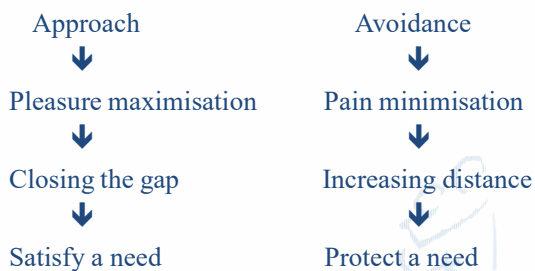 Approach Avoidance
Pleasure maximisation Pain minimisation
Closing the gap Increasing distance
Satisfy a need Protect a need